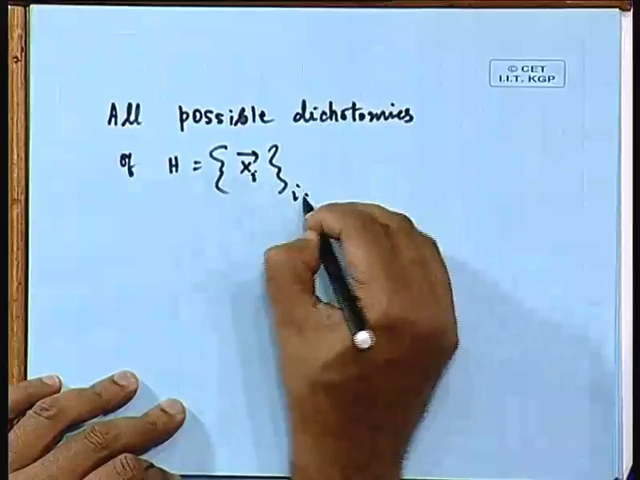 © CET
I.I.T. KGP
All possible dichotomies
of H = { x⃗ᵢ }ᵢ